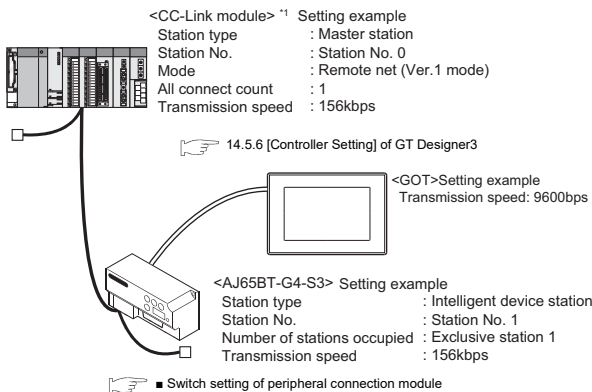 <CC-Link module> *1 Setting example
Station type : Master station
Station No. : Station No. 0
Mode : Remote net (Ver.1 mode)
All connect count : 1
Transmission speed : 156kbps
14.5.6 [Controller Setting] of GT Designer3
<GOT>Setting example
Transmission speed: 9600bps
<AJ65BT-G4-S3> Setting example
Station type : Intelligent device station
Station No. : Station No. 1
Number of stations occupied : Exclusive station 1
Transmission speed : 156kbps
■ Switch setting of peripheral connection module